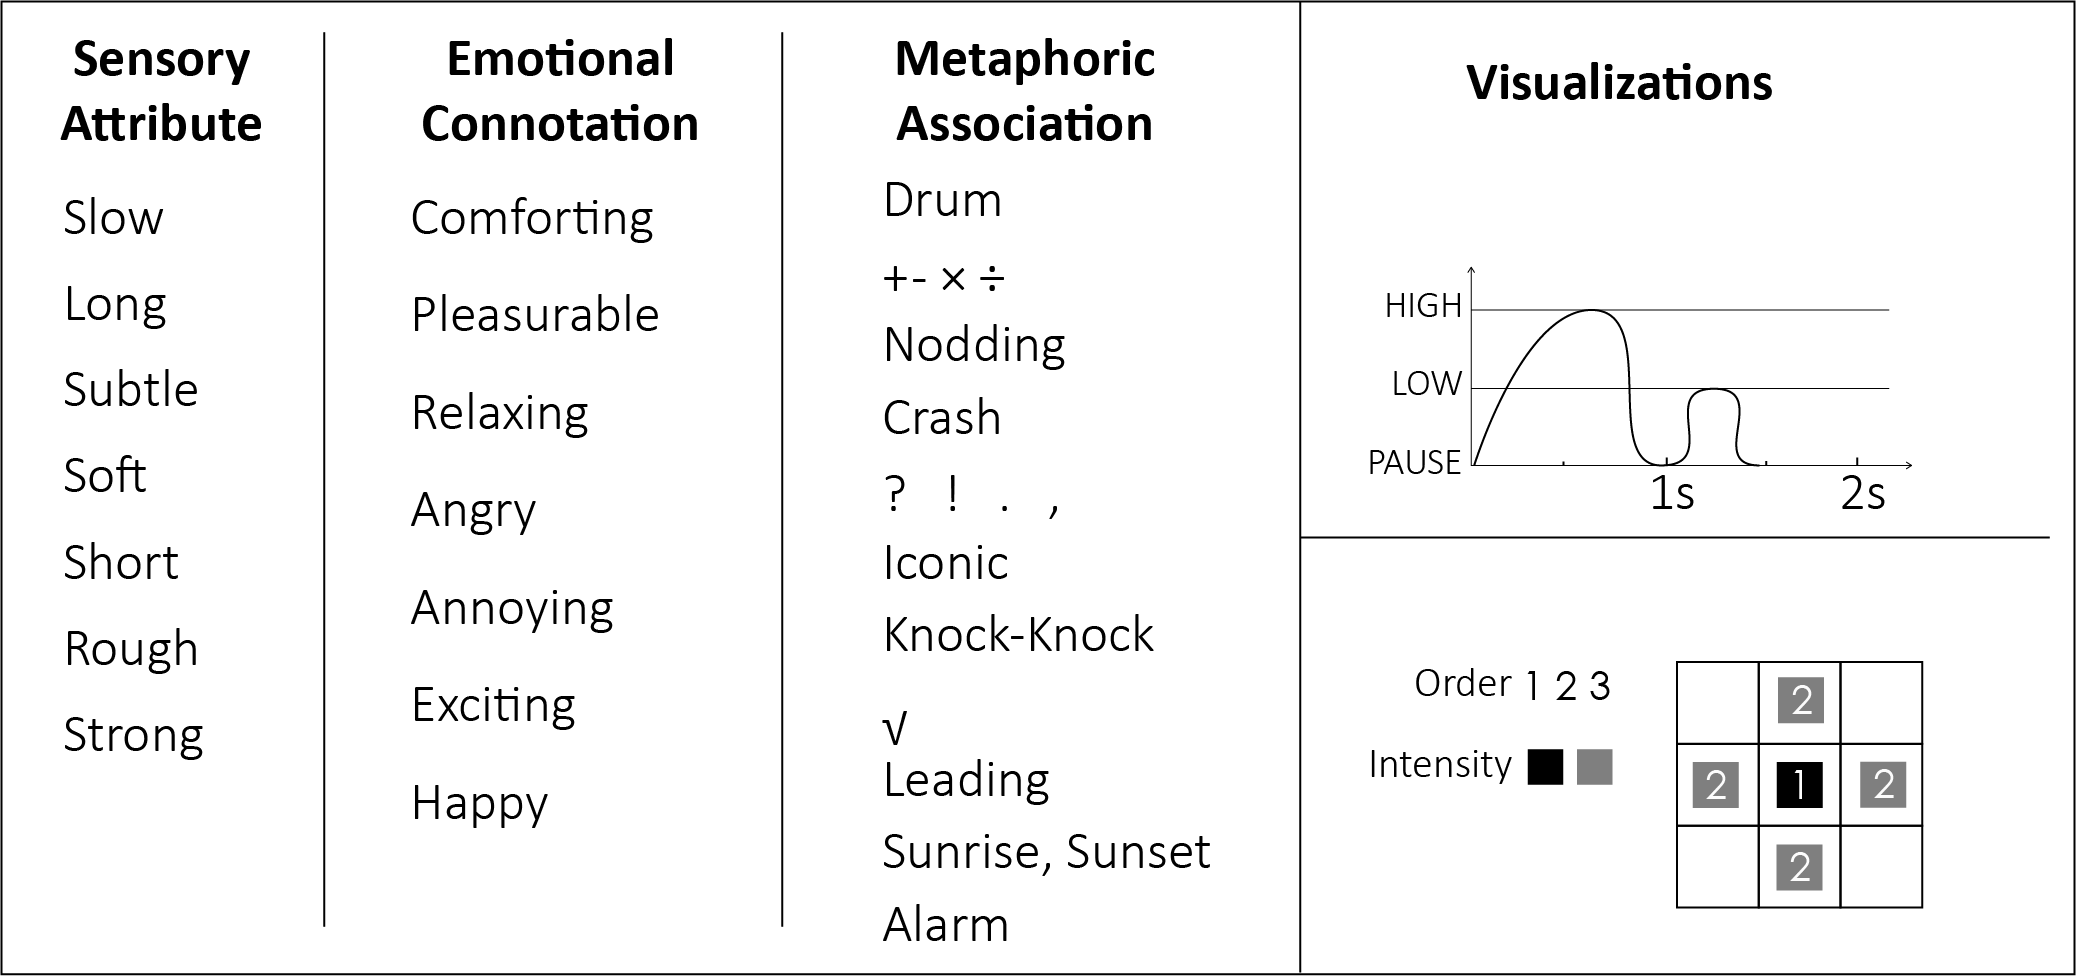 Sensory
Attribute
Slow
Long
Subtle
Soft
Short
Rough
Strong
Emotional
Connotation
Comforting
Pleasurable
Relaxing
Angry
Annoying
Exciting
Happy
Metaphoric
Association
Drum
+- × ÷
Nodding
Crash
? ! . ,
Iconic
Knock-Knock
√
Leading
Sunrise, Sunset
Alarm
Visualizations
HIGH
LOW
PAUSE
1s 2s
Order 1 2 3
Intensity
2
2 1 2
2